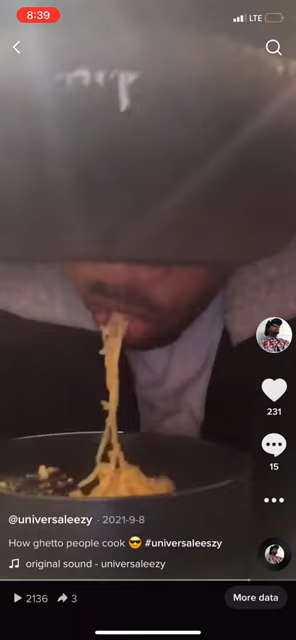 8:39
LTE
231
15
@universaleezy · 2021-9-8
How ghetto people cook 😎 #universaleeszy
original sound - universaleezy
2136
3
More data